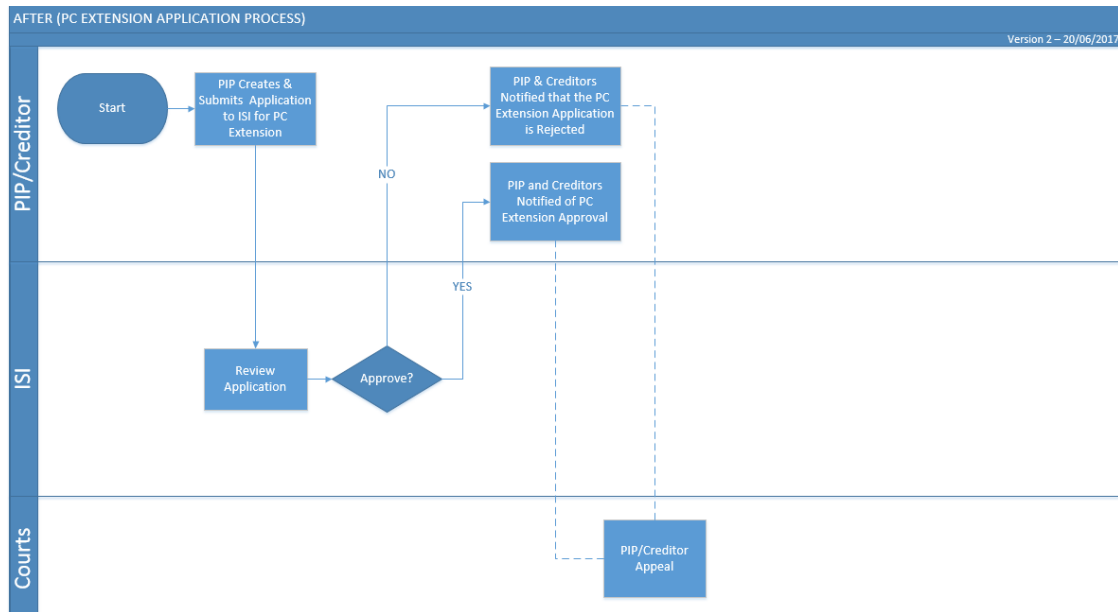 AFTER (PC EXTENSION APPLICATION PROCESS)
Version 2 – 20/06/2017
PIP/Creditor
Start
PIP Creates &
Submits Application
to ISI for PC
Extension
PIP & Creditors
Notified that the PC
Extension Application
is Rejected
NO
PIP and Creditors
Notified of PC
Extension Approval
YES
ISI
Review
Application
Approve?
Courts
PIP/Creditor
Appeal